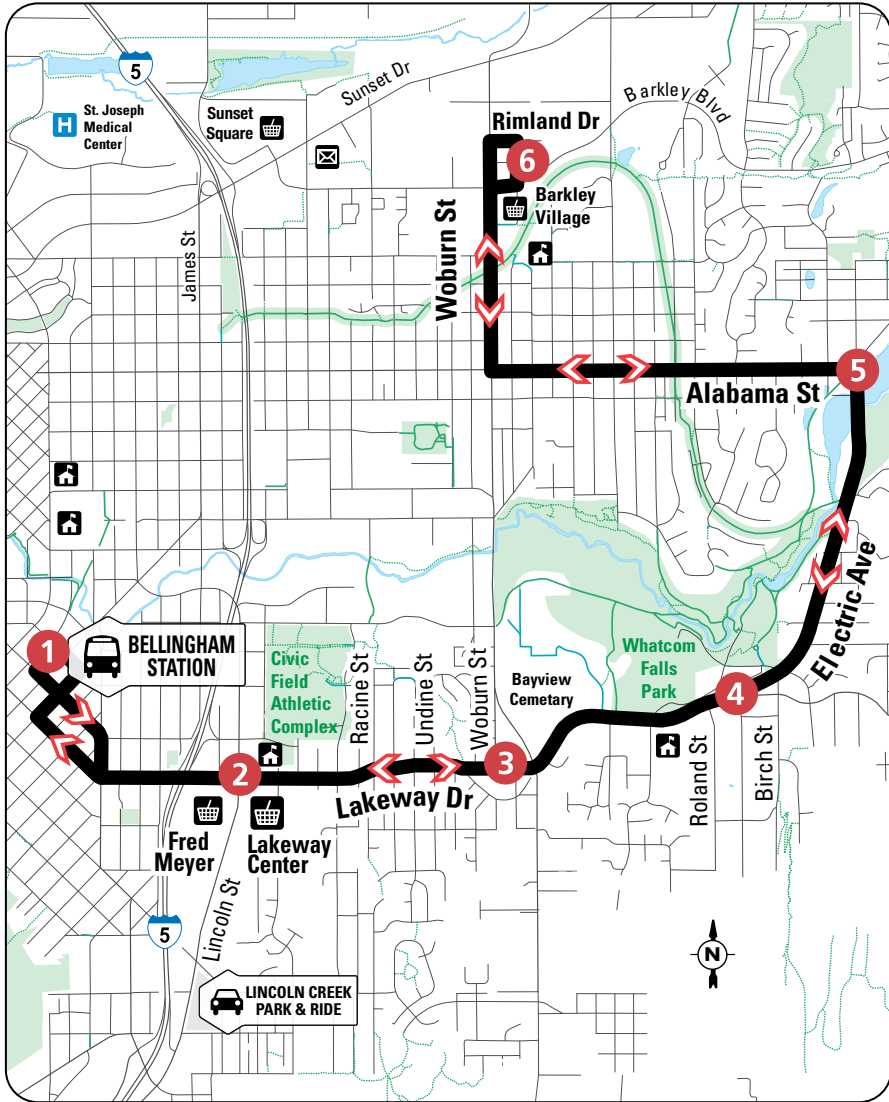 5
Sunset Dr
Barkley Blvd
H
St. Joseph
Medical
Center
Sunset
Square
Rimland Dr
6
Barkley
Village
Woburn St
James St
5
Alabama St
Electric Ave
1
BELLINGHAM
STATION
Civic
Field
Athletic
Complex
Racine St
Undine St
Woburn St
Bayview
Cemetary
Whatcom
Falls
Park
4
2
3
Lakeway Dr
Roland St
Birch St
Fred
Meyer
Lakeway
Center
Lincoln St
5
N
LINCOLN CREEK
PARK & RIDE